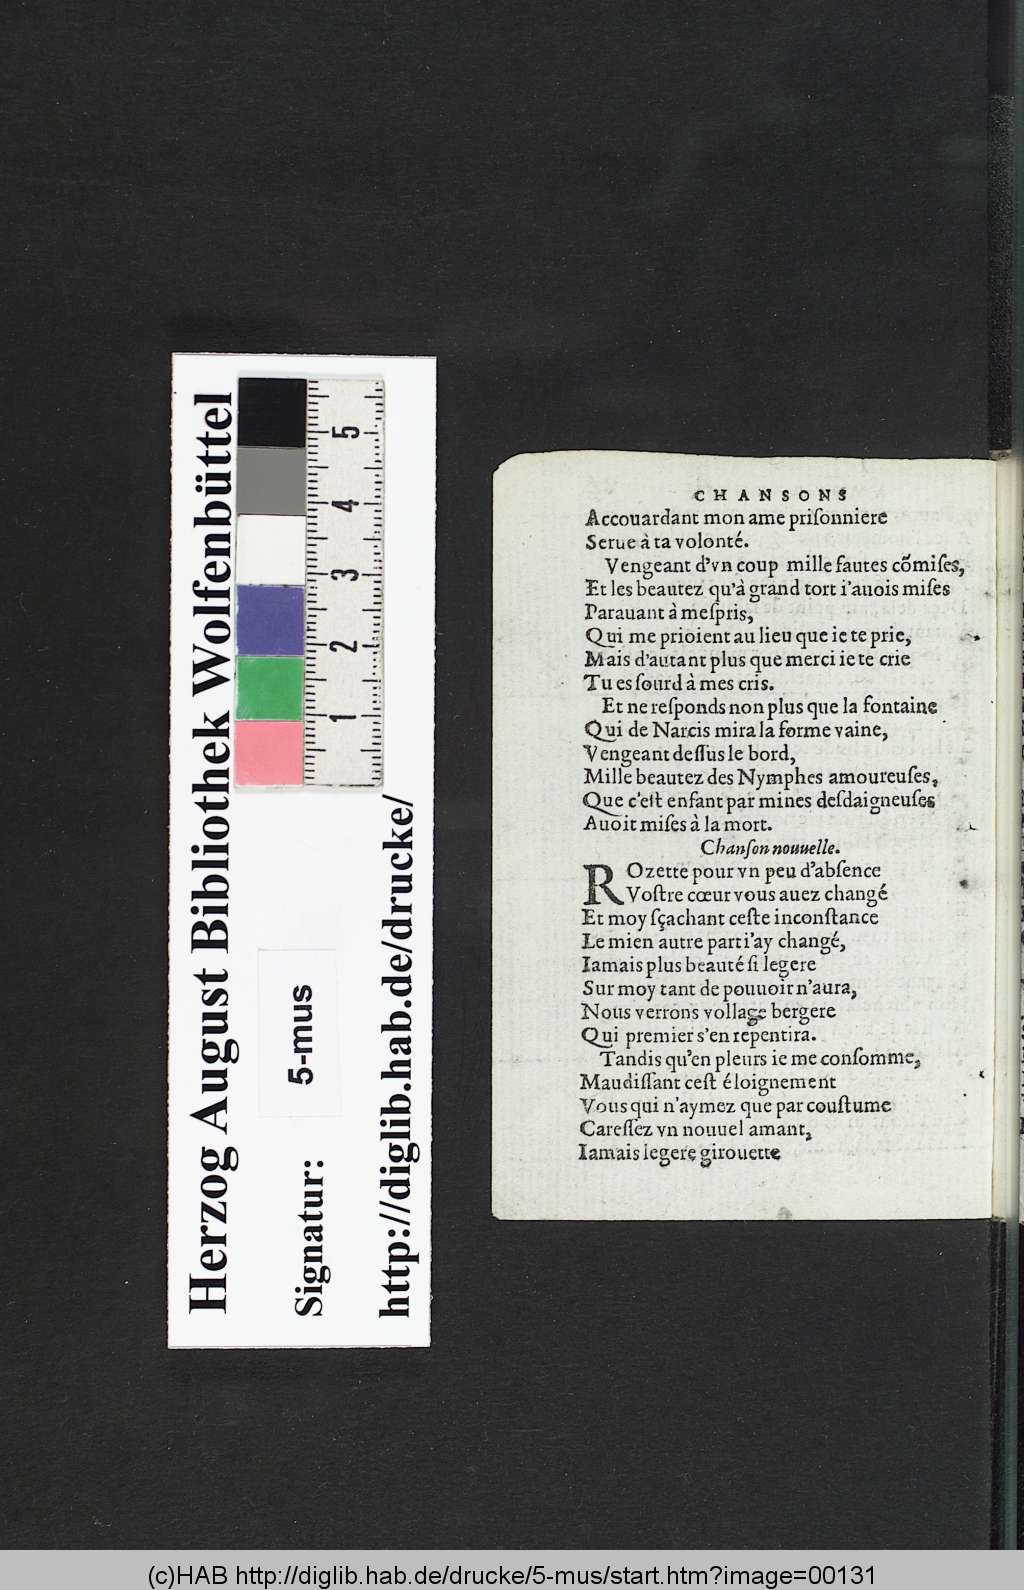 Herzog August Bibliothek Wolfenbüttel
Signatur:
5-mus
http://diglib.hab.de/drucke/
1 2 3 4 5
CHANSONS
Accouardant mon ame priſonniere
Serue à ta volonté.
Vengeant d'vn coup mille fautes cõmiſes,
Et les beautez qu'à grand tort i'auois miſes
Parauant à meſpris,
Qui me prioient au lieu que ie te prie,
Mais d'autant plus que merci ie te crie
Tu es ſourd à mes cris.
Et ne reſponds non plus que la fontaine
Qui de Narcis mira la forme vaine,
Vengeant deſſus le bord,
Mille beautez des Nymphes amoureuſes,
Que c'eſt enfant par mines deſdaigneuſes
Auoit miſes à la mort.
Chanſon nouuelle.
ROzette pour vn peu d'abſence
Voſtre cœur vous auez changé
Et moy ſçachant ceſte inconſtance
Le mien autre part i'ay changé,
Iamais plus beauté ſi legere
Sur moy tant de pouuoir n'aura,
Nous verrons vollage bergere
Qui premier s'en repentira.
Tandis qu'en pleurs ie me conſomme,
Maudiſſant ceſt éloignement
Vous qui n'aymez que par couſtume
Careſſez vn nouuel amant,
Iamais legere girouette
(c)HAB http://diglib.hab.de/drucke/5-mus/start.htm?image=00131